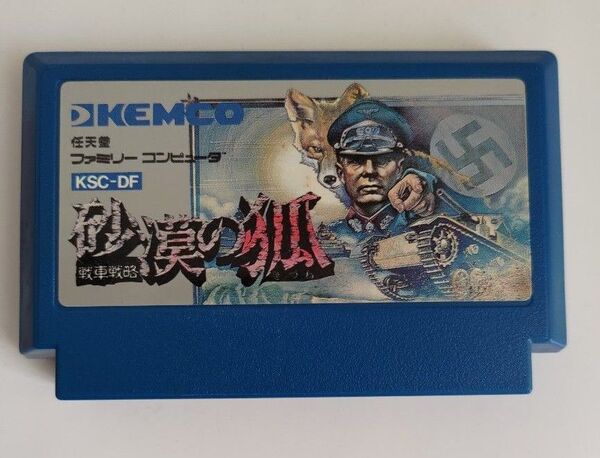 KEMCO
任天堂
ファミリー コンピュータ
KSC-DF
砂漠の狐
戦車戦略